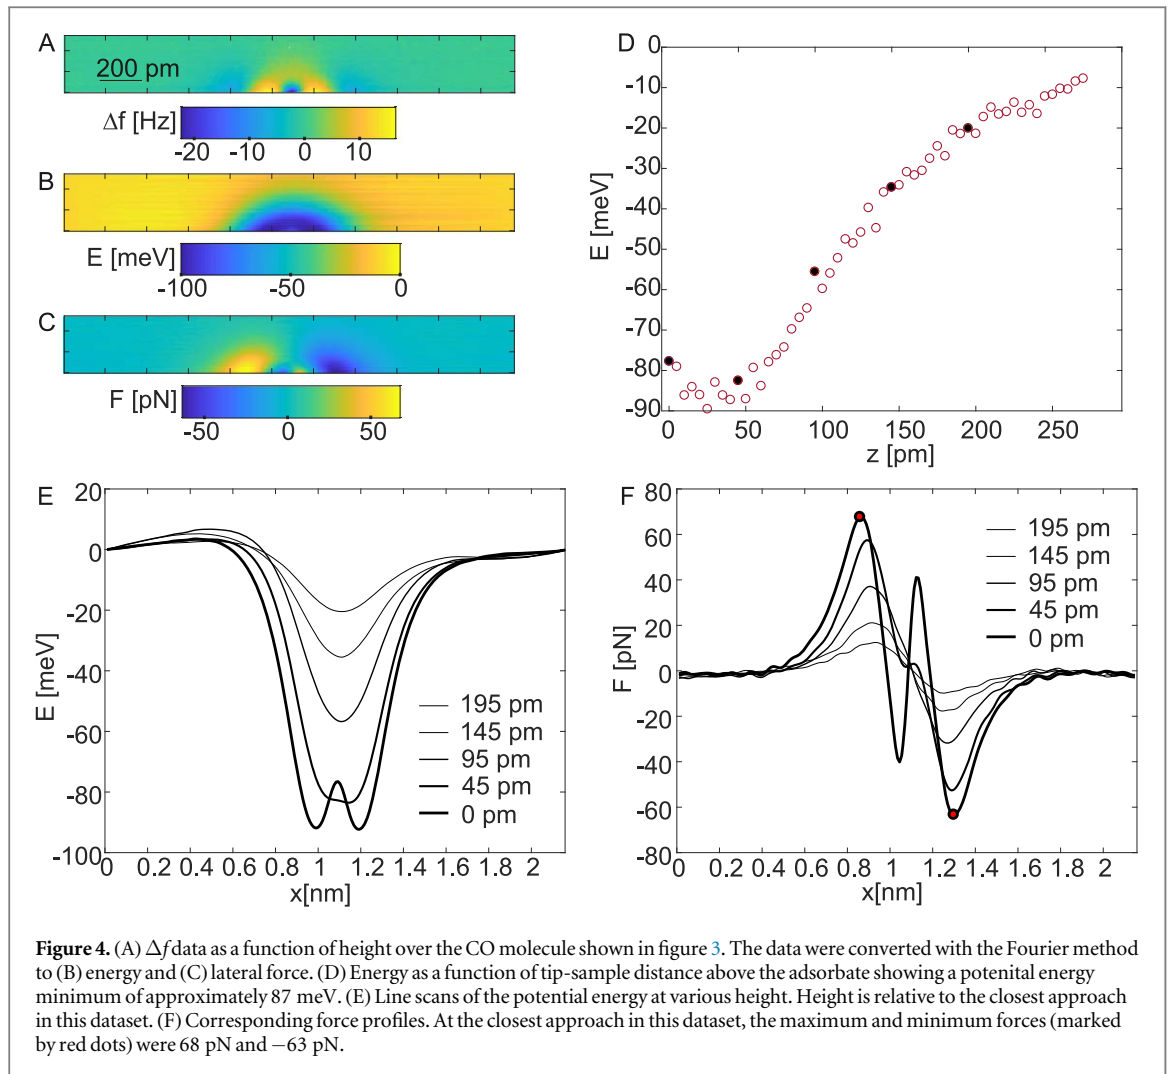 A
200 pm
Δf [Hz]
-20 -10 0 10
B
E [meV]
-100 -50 0
C
F [pN]
-50 0 50
D
0
-10
-20
-30
-40
-50
-60
-70
-80
-90
E [meV]
0 50 100 150 200 250
z [pm]
E
20
0
-20
-40
-60
-80
-100
E [meV]
195 pm
145 pm
95 pm
45 pm
0 pm
0 0.2 0.4 0.6 0.8 1 1.2 1.4 1.6 1.8 2
x[nm]
F
80
60
40
20
0
-20
-40
-60
-80
F [pN]
195 pm
145 pm
95 pm
45 pm
0 pm
0 0.2 0.4 0.6 0.8 1 1.2 1.4 1.6 1.8 2
x[nm]
Figure 4. (A) Δf data as a function of height over the CO molecule shown in figure 3. The data were converted with the Fourier method
to (B) energy and (C) lateral force. (D) Energy as a function of tip-sample distance above the adsorbate showing a potenital energy
minimum of approximately 87 meV. (E) Line scans of the potential energy at various height. Height is relative to the closest approach
in this dataset. (F) Corresponding force profiles. At the closest approach in this dataset, the maximum and minimum forces (marked
by red dots) were 68 pN and −63 pN.